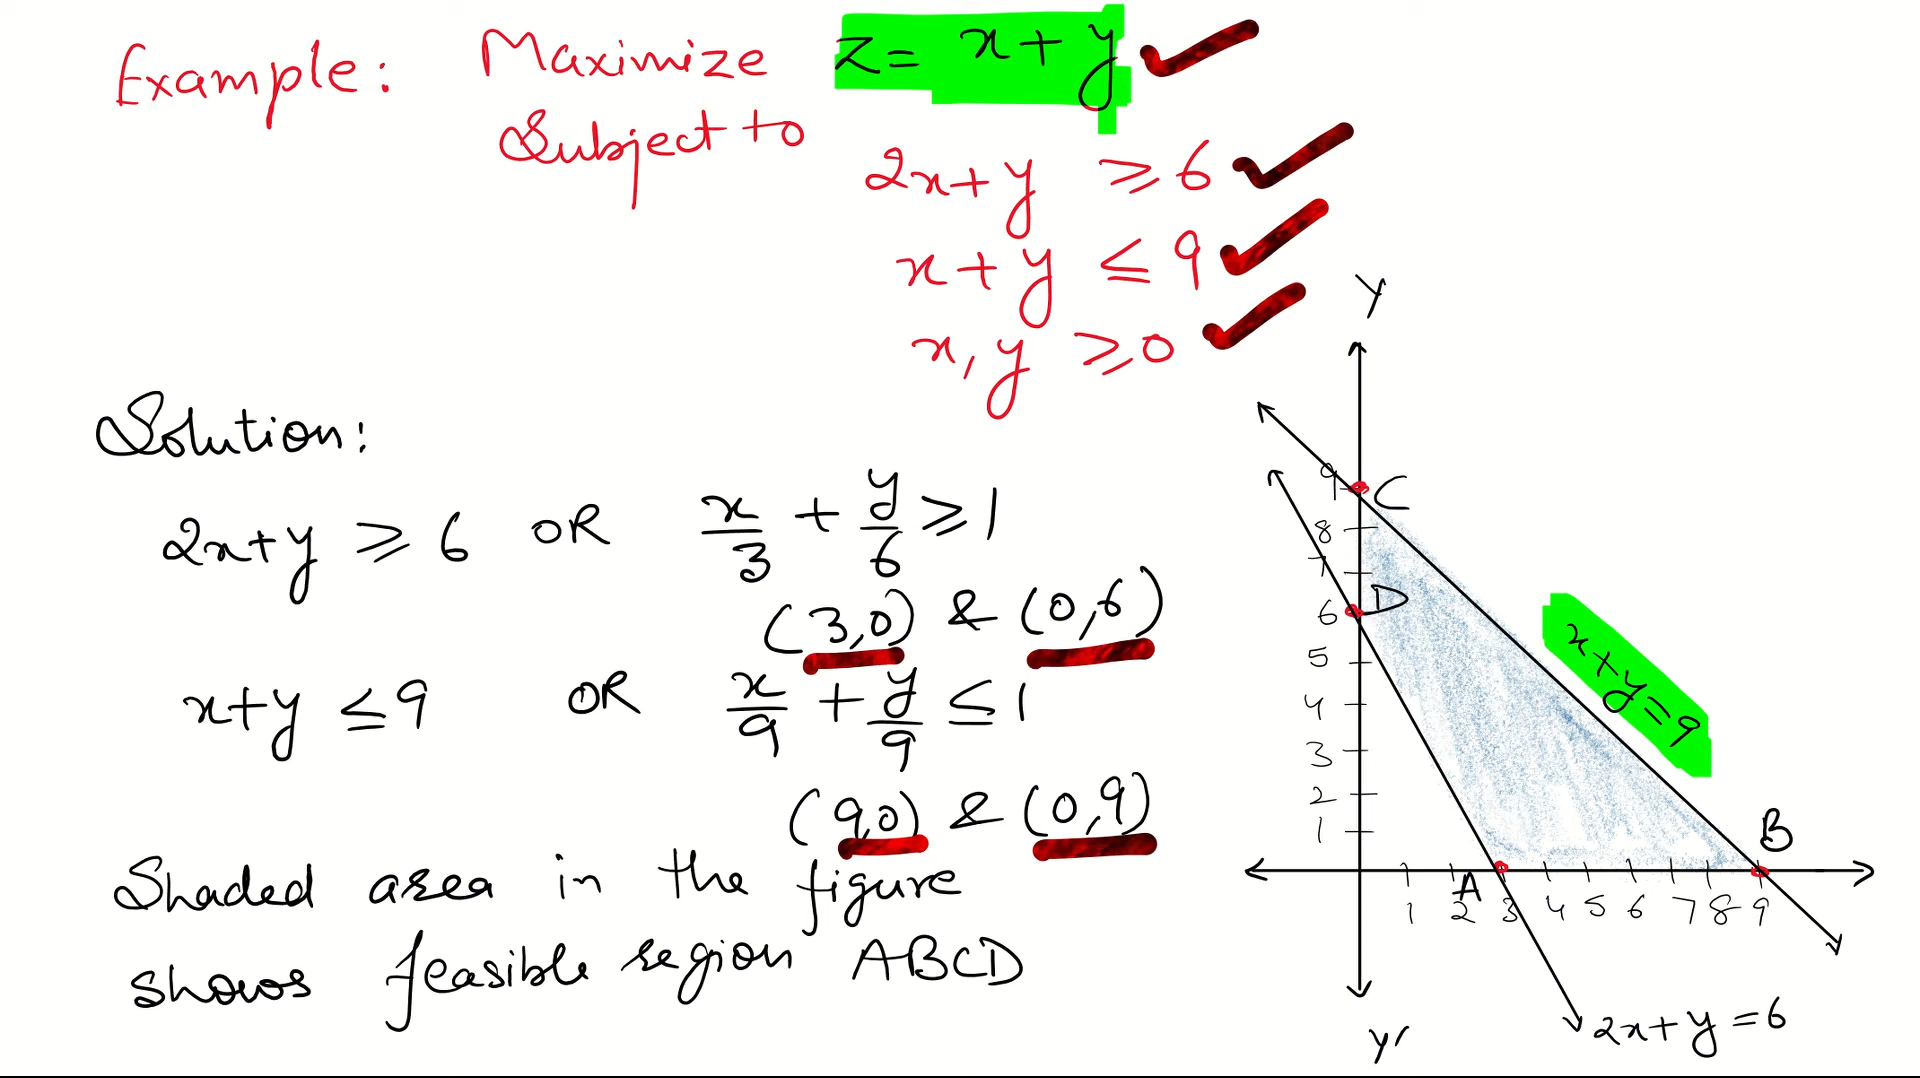 Example: Maximize z = x + y
Subject to
2x + y ≥ 6
x + y ≤ 9
x, y ≥ 0
Solution:
2x + y ≥ 6 OR x/3 + y/6 ≥ 1
(3,0) & (0,6)
x + y ≤ 9 OR x/9 + y/9 ≤ 1
(9,0) & (0,9)
Shaded area in the figure
shows feasible region ABCD
Y
9 C
8
7
6 D
5
4
3
2
1
x + y = 9
B
A
1 2 3 4 5 6 7 8 9
2x + y = 6
y'